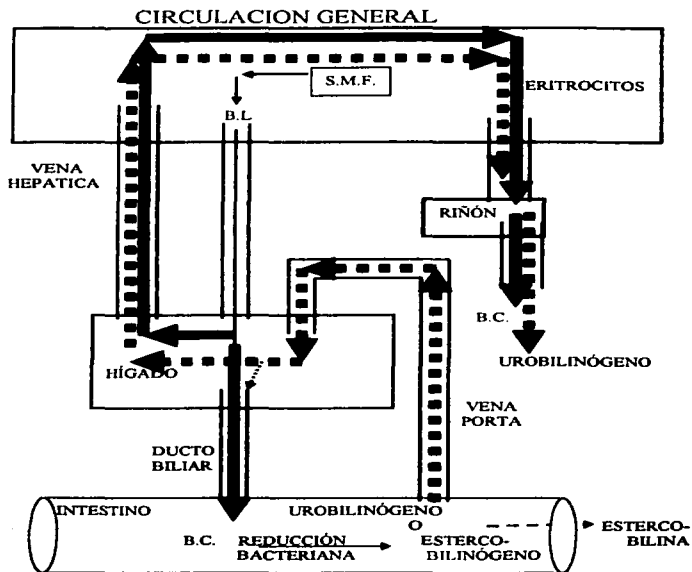 CIRCULACION GENERAL
S.M.F.
ERITROCITOS
B.L
VENA
HEPATICA
RIÑÓN
B.C.
UROBILINÓGENO
HÍGADO
VENA
PORTA
DUCTO
BILIAR
INTESTINO
UROBILINÓGENO
O
B.C. REDUCCIÓN
BACTERIANA
ESTERCO-
BILINÓGENO
ESTERCO-
BILINA